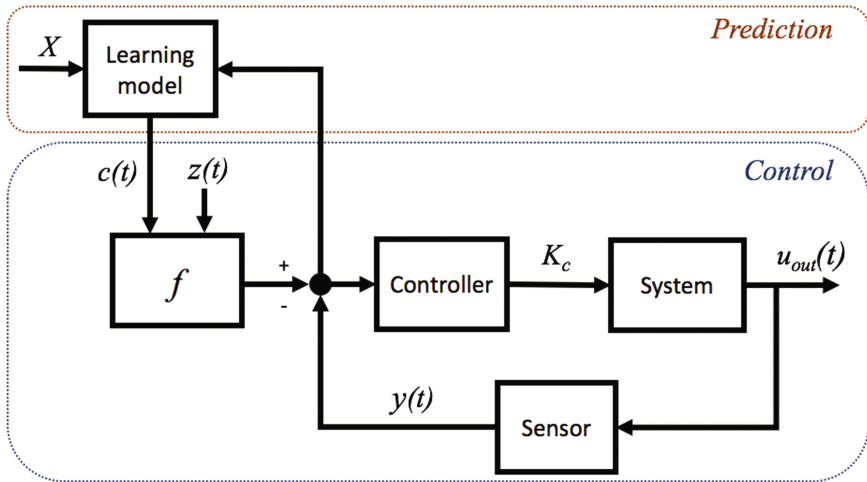 Prediction
X
Learning
model
Control
c(t)
z(t)
f
+
-
Controller
K_c
System
u_out(t)
y(t)
Sensor